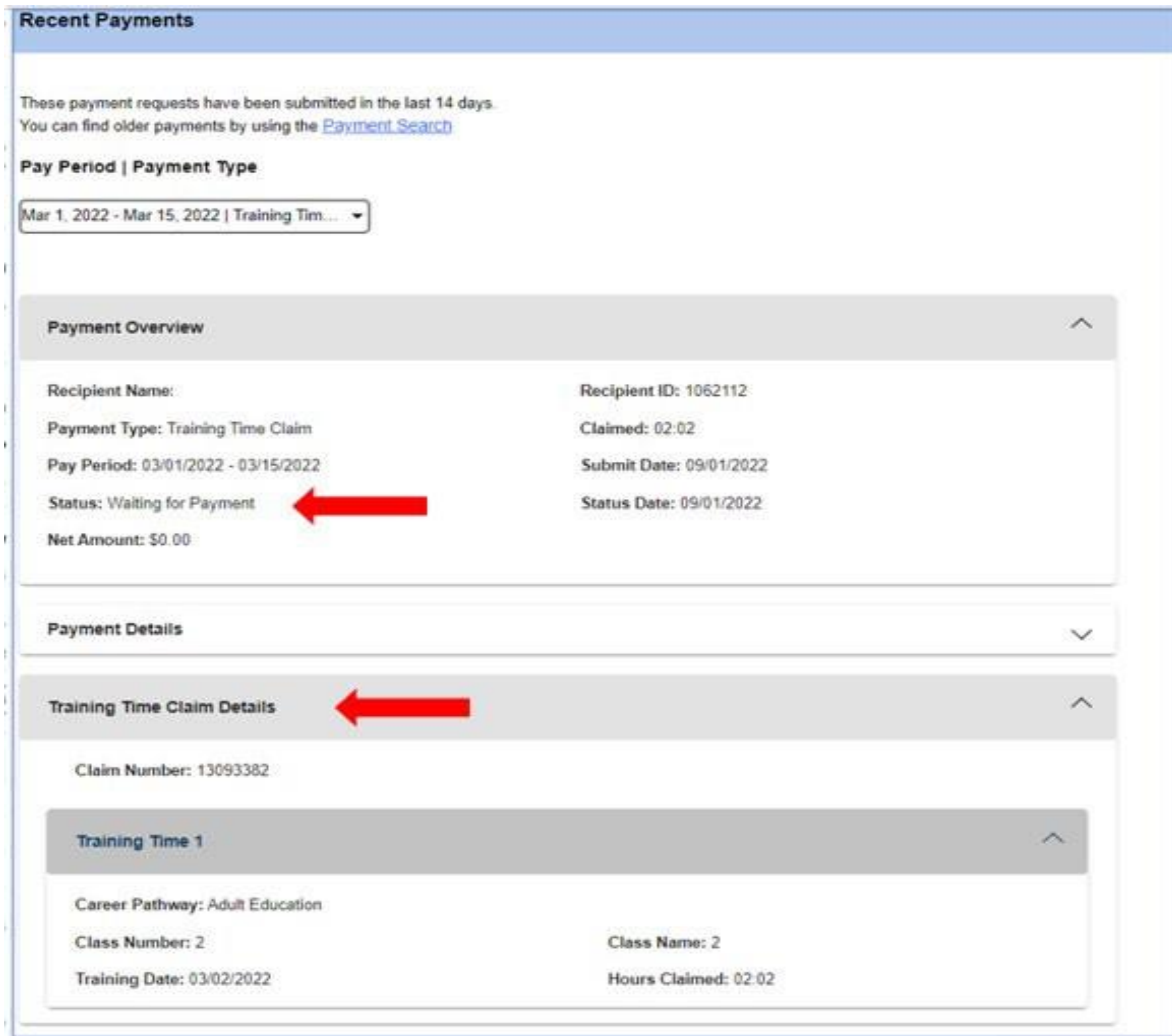 Recent Payments
These payment requests have been submitted in the last 14 days.
You can find older payments by using the Payment Search
Pay Period | Payment Type
Mar 1, 2022 - Mar 15, 2022 | Training Tim...
Payment Overview
Recipient Name:
Recipient ID: 1062112
Payment Type: Training Time Claim
Claimed: 02:02
Pay Period: 03/01/2022 - 03/15/2022
Submit Date: 09/01/2022
Status: Waiting for Payment
Status Date: 09/01/2022
Net Amount: $0.00
Payment Details
Training Time Claim Details
Claim Number: 13093382
Training Time 1
Career Pathway: Adult Education
Class Number: 2
Class Name: 2
Training Date: 03/02/2022
Hours Claimed: 02:02